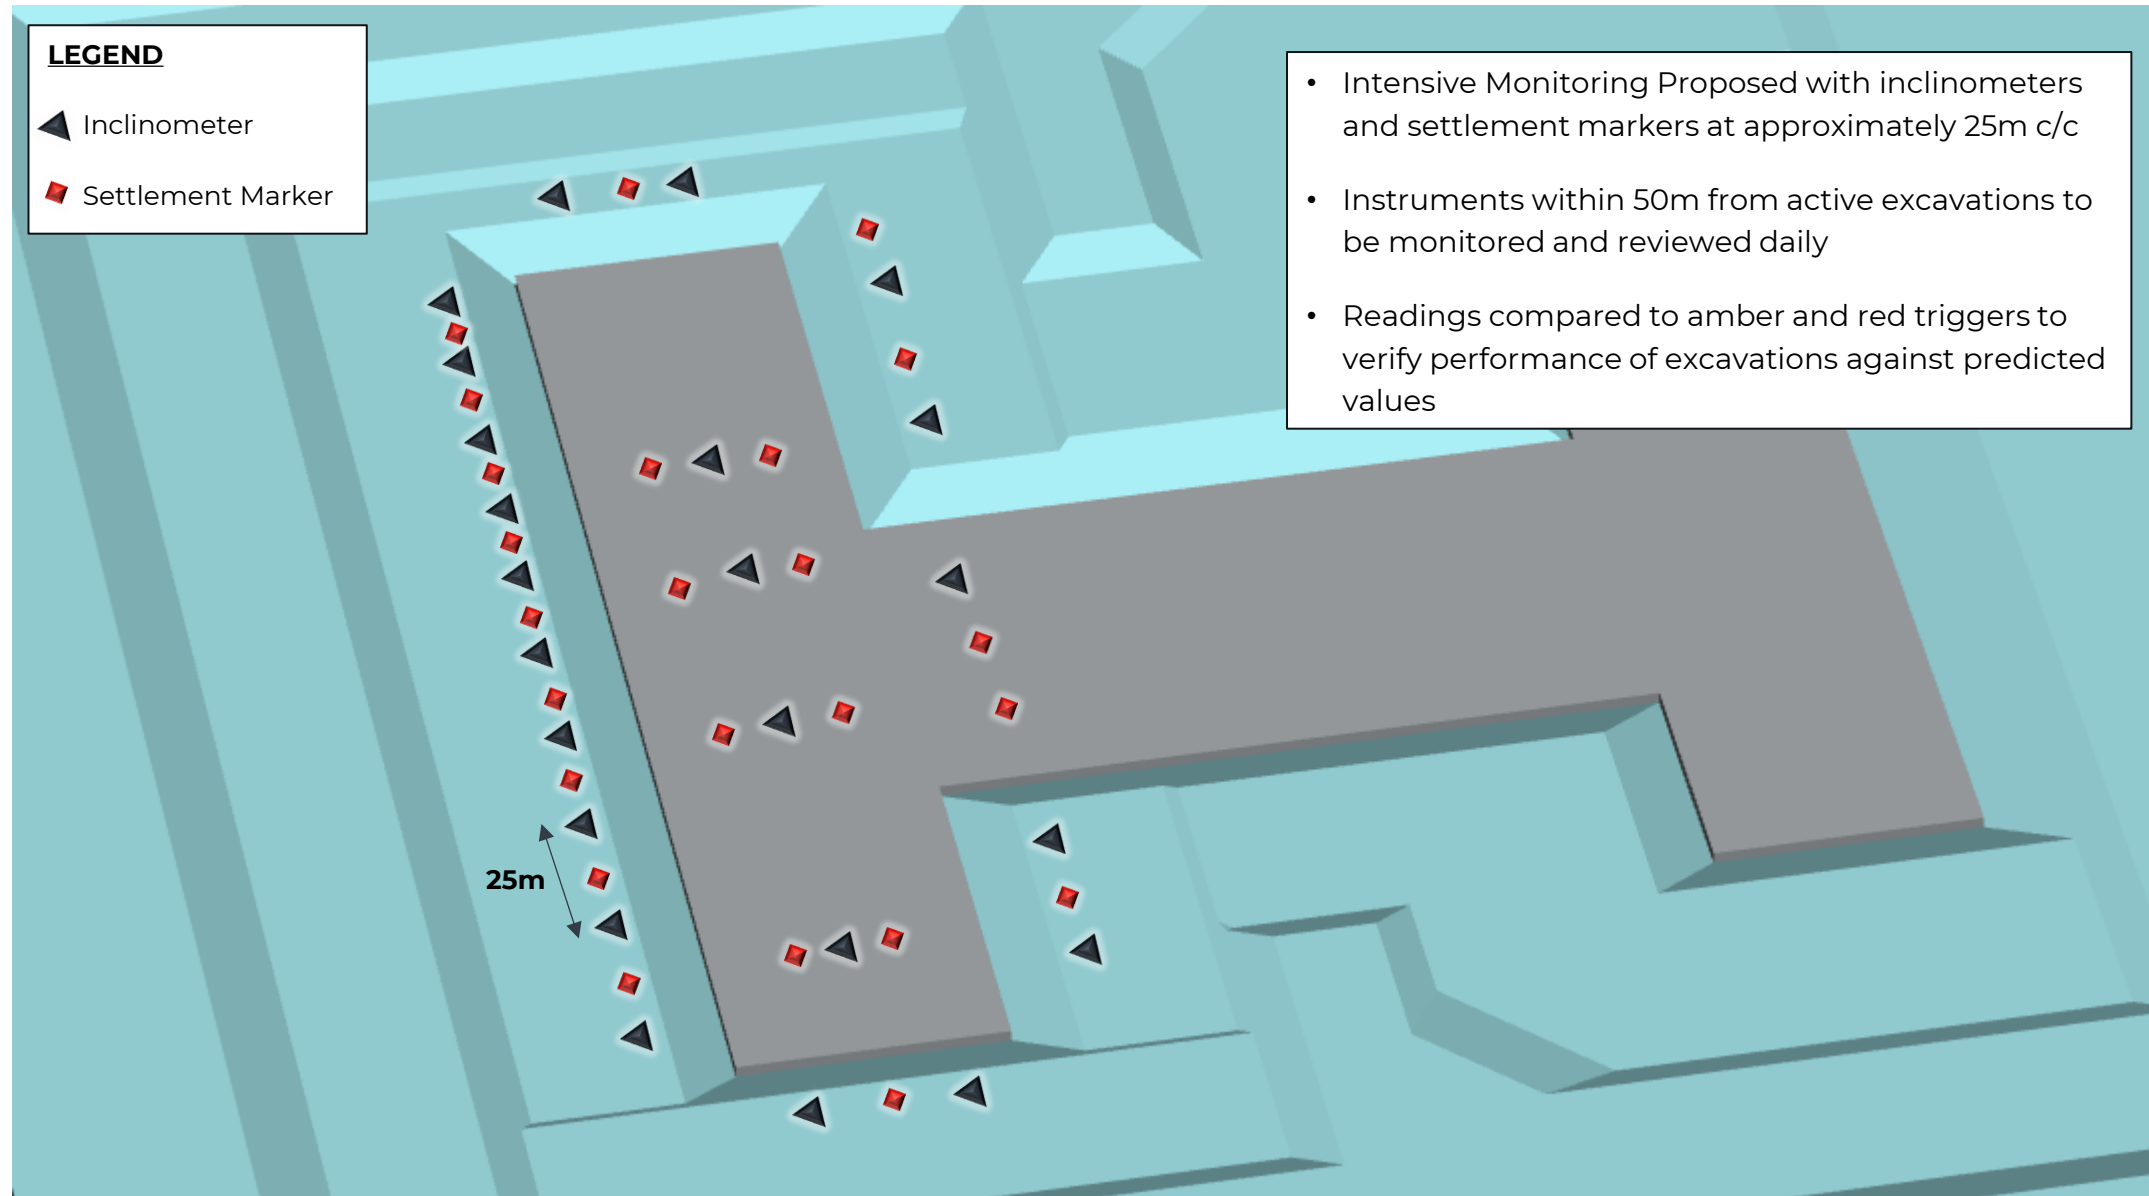 LEGEND
Inclinometer
Settlement Marker
• Intensive Monitoring Proposed with inclinometers
and settlement markers at approximately 25m c/c
• Instruments within 50m from active excavations to
be monitored and reviewed daily
• Readings compared to amber and red triggers to
verify performance of excavations against predicted
values
25m